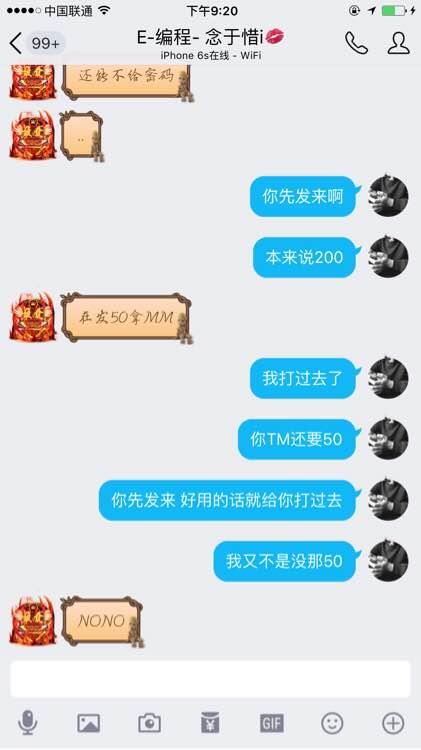 中国联通
下午9:20
99+
E-编程- 念于惜i💋
iPhone 6s在线 - WiFi
还能不给密码
..
你先发来啊
本来说200
在发50拿MM
我打过去了
你TM还要50
你先发来 好用的话就给你打过去
我又不是没那50
NONO
GIF